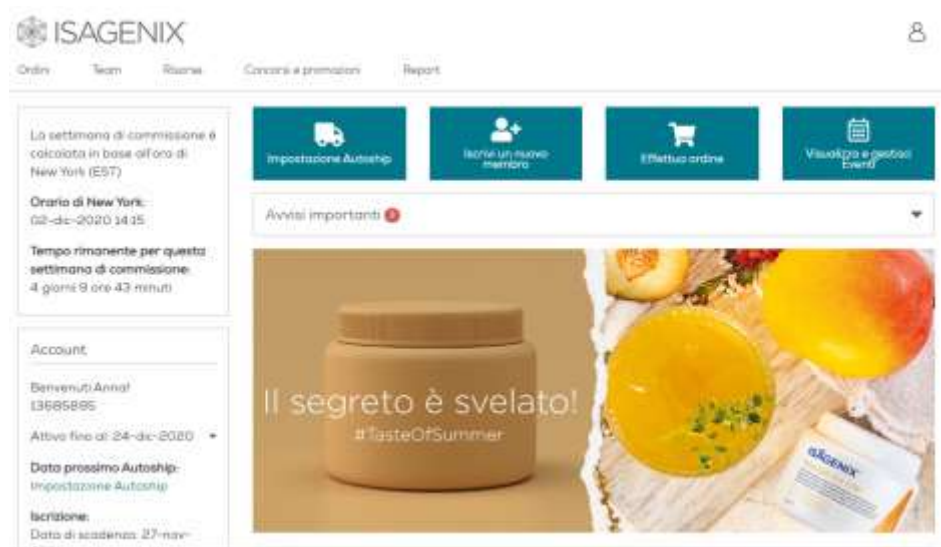 ISAGENIX
Ordini Team Risorse Concorsi e promozioni Report
La settimana di commissione è
calcolata in base all'ora di
New York (EST)
Orario di New York:
02-dic-2020 14:15
Tempo rimanente per questa
settimana di commissione:
4 giorni 9 ore 43 minuti
Account
Benvenuti Anna!
13685895
Attivo fino al: 24-dic-2020
Data prossimo Autoship:
Impostazione Autoship
Iscrizione:
Data di scadenza: 27-nov-
Impostazione Autoship
Iscrivi un nuovo
membro
Effettua ordine
Visualizza e gestisci
Eventi
Avvisi importanti
Il segreto è svelato!
#TasteOfSummer
ISAGENIX